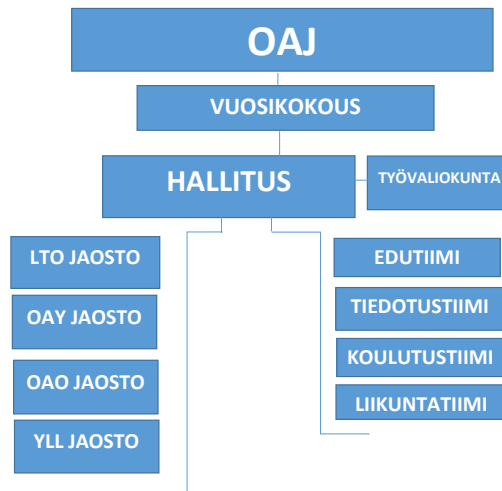 OAJ
VUOSIKOKOUS
HALLITUS
TYÖVALIOKUNTA
LTO JAOSTO
OAY JAOSTO
OAO JAOSTO
YLL JAOSTO
EDUTIIMI
TIEDOTUSTIIMI
KOULUTUSTIIMI
LIIKUNTATIIMI